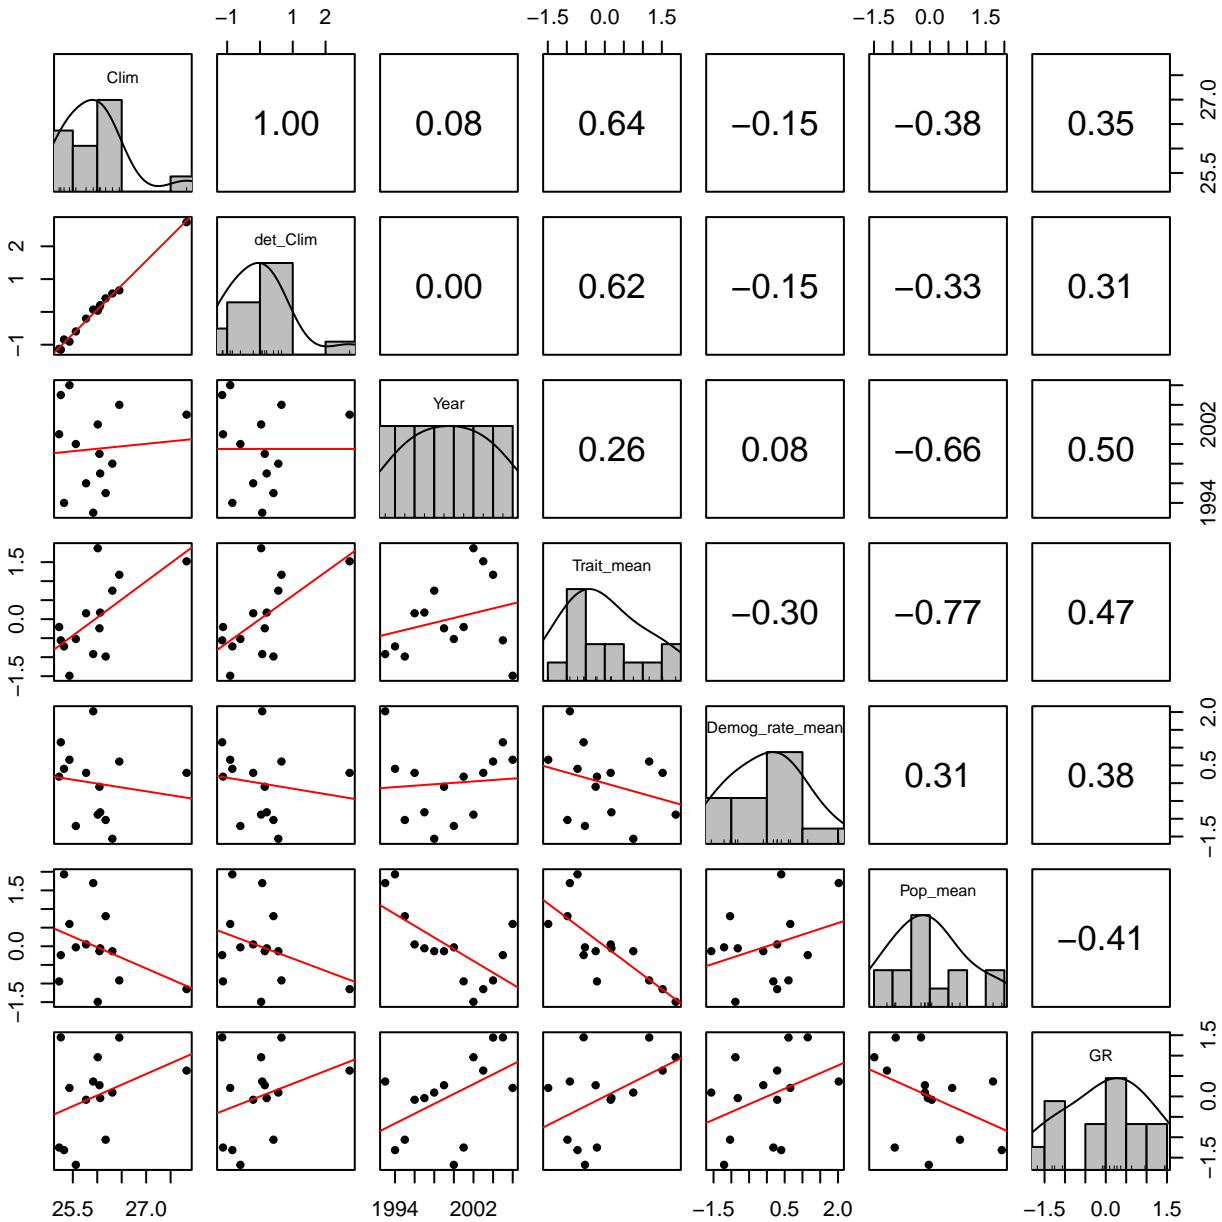 −1 1 2 −1.5 0.0 1.5 −1.5 0.0 1.5
Clim 1.00 0.08 0.64 −0.15 −0.38 0.35 25.5 27.0
−1 1 2 det_Clim 0.00 0.62 −0.15 −0.33 0.31
Year 0.26 0.08 −0.66 0.50 1994 2002
−1.5 0.0 1.5 Trait_mean −0.30 −0.77 0.47
Demog_rate_mean 0.31 0.38 −1.5 0.5 2.0
−1.5 0.0 1.5 Pop_mean −0.41
GR −1.5 0.0 1.5
25.5 27.0 1994 2002 −1.5 0.5 2.0 −1.5 0.0 1.5